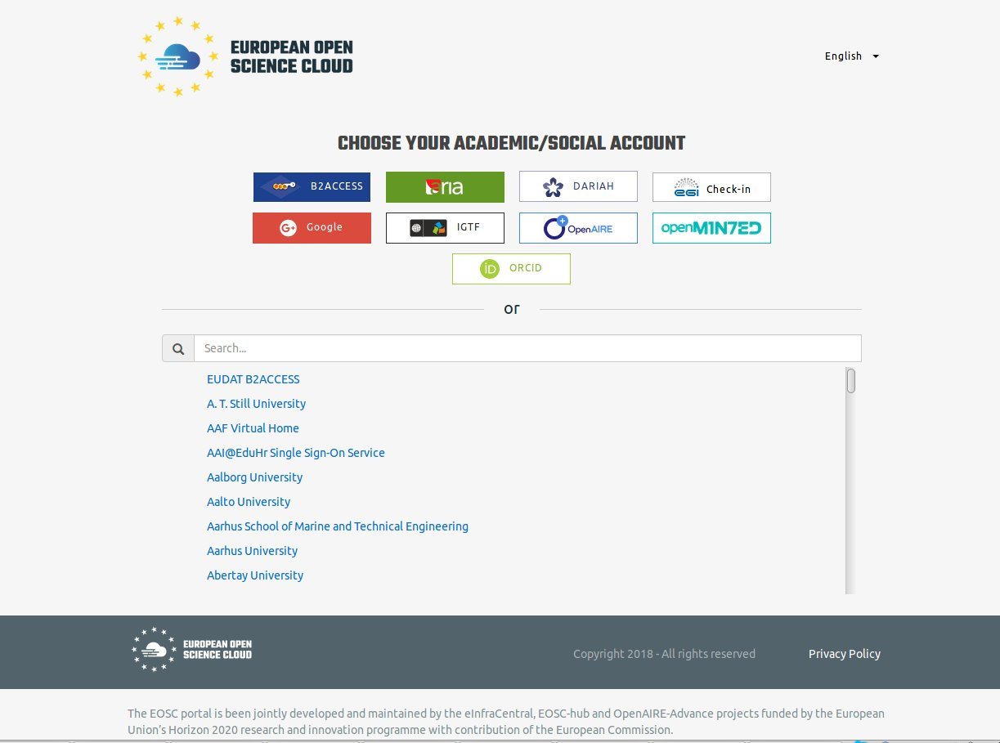 EUROPEAN OPEN
SCIENCE CLOUD
English
CHOOSE YOUR ACADEMIC/SOCIAL ACCOUNT
B2ACCESS
aria
DARIAH
egi Check-in
G+ Google
IGTF
OpenAIRE
openM1N7ED
iD ORCID
or
Search...
EUDAT B2ACCESS
A. T. Still University
AAF Virtual Home
AAI@EduHr Single Sign-On Service
Aalborg University
Aalto University
Aarhus School of Marine and Technical Engineering
Aarhus University
Abertay University
EUROPEAN OPEN
SCIENCE CLOUD
Copyright 2018 - All rights reserved
Privacy Policy
The EOSC portal is been jointly developed and maintained by the eInfraCentral, EOSC-hub and OpenAIRE-Advance projects funded by the European
Union’s Horizon 2020 research and innovation programme with contribution of the European Commission.